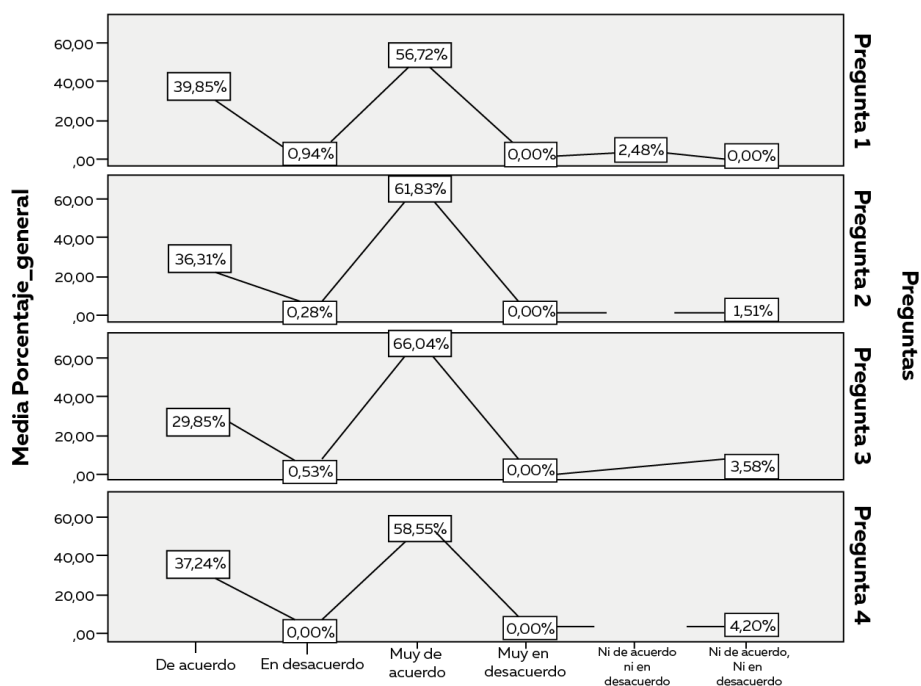 Media Porcentaje_general
Preguntas
60,00
40,00
20,00
,00
39,85%
0,94%
56,72%
0,00%
2,48%
0,00%
Pregunta 1
60,00
40,00
20,00
,00
36,31%
0,28%
61,83%
0,00%
1,51%
Pregunta 2
60,00
40,00
20,00
,00
29,85%
0,53%
66,04%
0,00%
3,58%
Pregunta 3
60,00
40,00
20,00
,00
37,24%
0,00%
58,55%
0,00%
4,20%
Pregunta 4
De acuerdo
En desacuerdo
Muy de
acuerdo
Muy en
desacuerdo
Ni de acuerdo
ni en
desacuerdo
Ni de acuerdo,
Ni en
desacuerdo